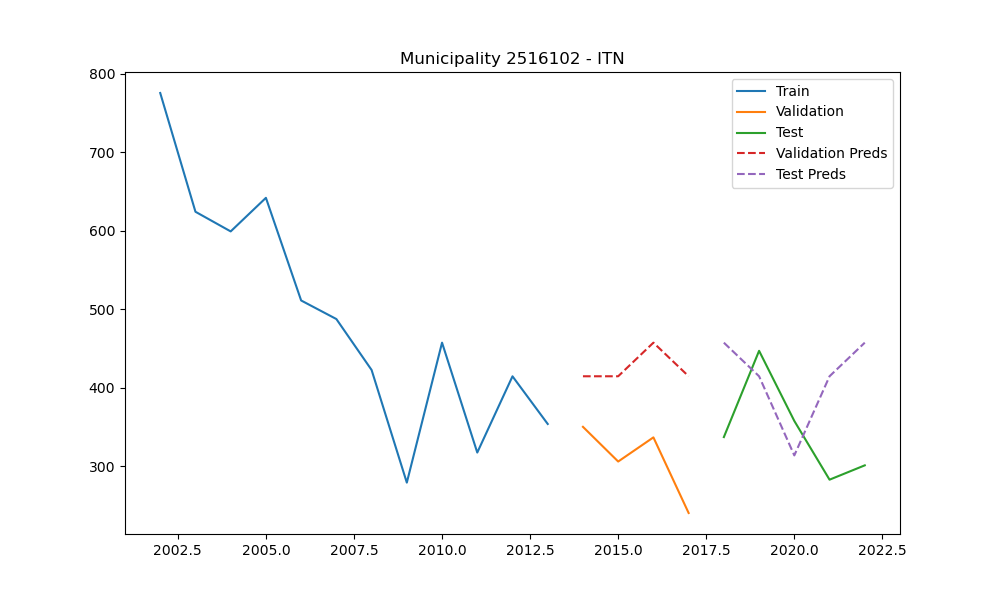 Municipality 2516102 - ITN
800
700
600
500
400
300
Train
Validation
Test
Validation Preds
Test Preds
2002.5 2005.0 2007.5 2010.0 2012.5 2015.0 2017.5 2020.0 2022.5